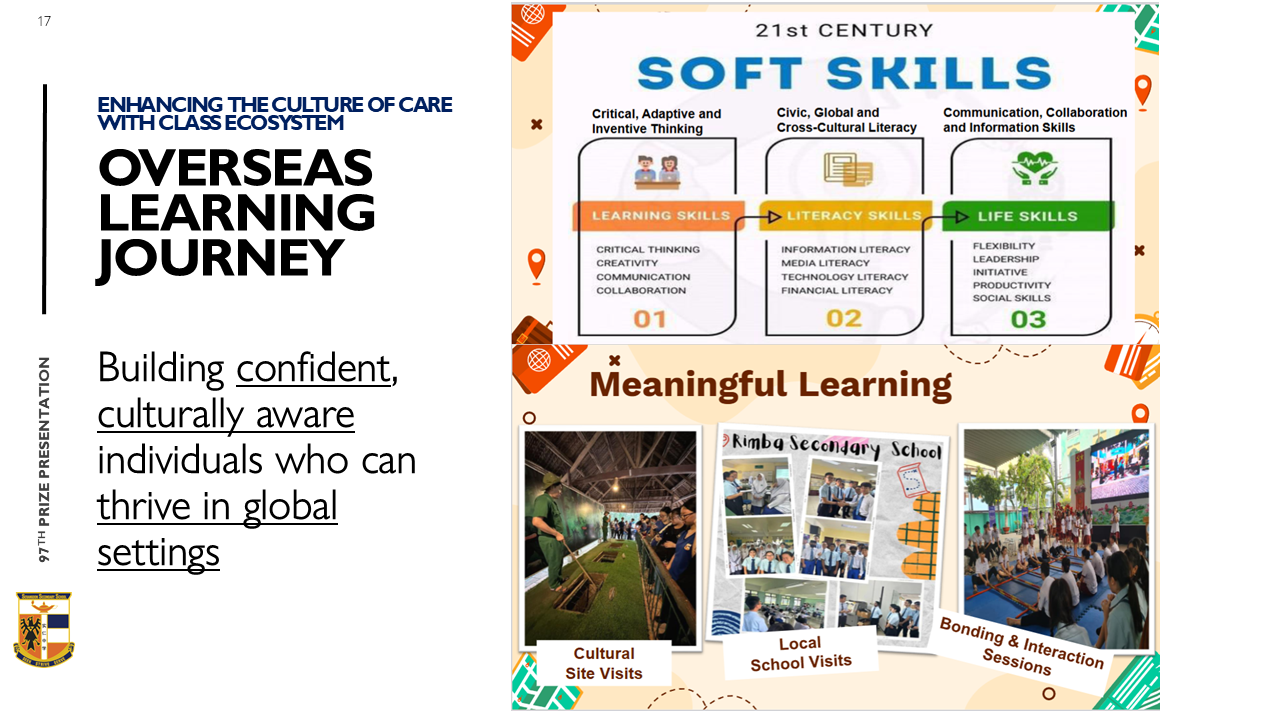 17
ENHANCING THE CULTURE OF CARE
WITH CLASS ECOSYSTEM
OVERSEAS
LEARNING
JOURNEY
Building confident,
culturally aware
individuals who can
thrive in global
settings
97TH PRIZE PRESENTATION
21st CENTURY
SOFT SKILLS
Critical, Adaptive and
Inventive Thinking
LEARNING SKILLS
CRITICAL THINKING
CREATIVITY
COMMUNICATION
COLLABORATION
01
Civic, Global and
Cross-Cultural Literacy
LITERACY SKILLS
INFORMATION LITERACY
MEDIA LITERACY
TECHNOLOGY LITERACY
FINANCIAL LITERACY
02
Communication, Collaboration
and Information Skills
LIFE SKILLS
FLEXIBILITY
LEADERSHIP
INITIATIVE
PRODUCTIVITY
SOCIAL SKILLS
03
Meaningful Learning
Rimba Secondary School
Cultural
Site Visits
Local
School Visits
Bonding & Interaction
Sessions